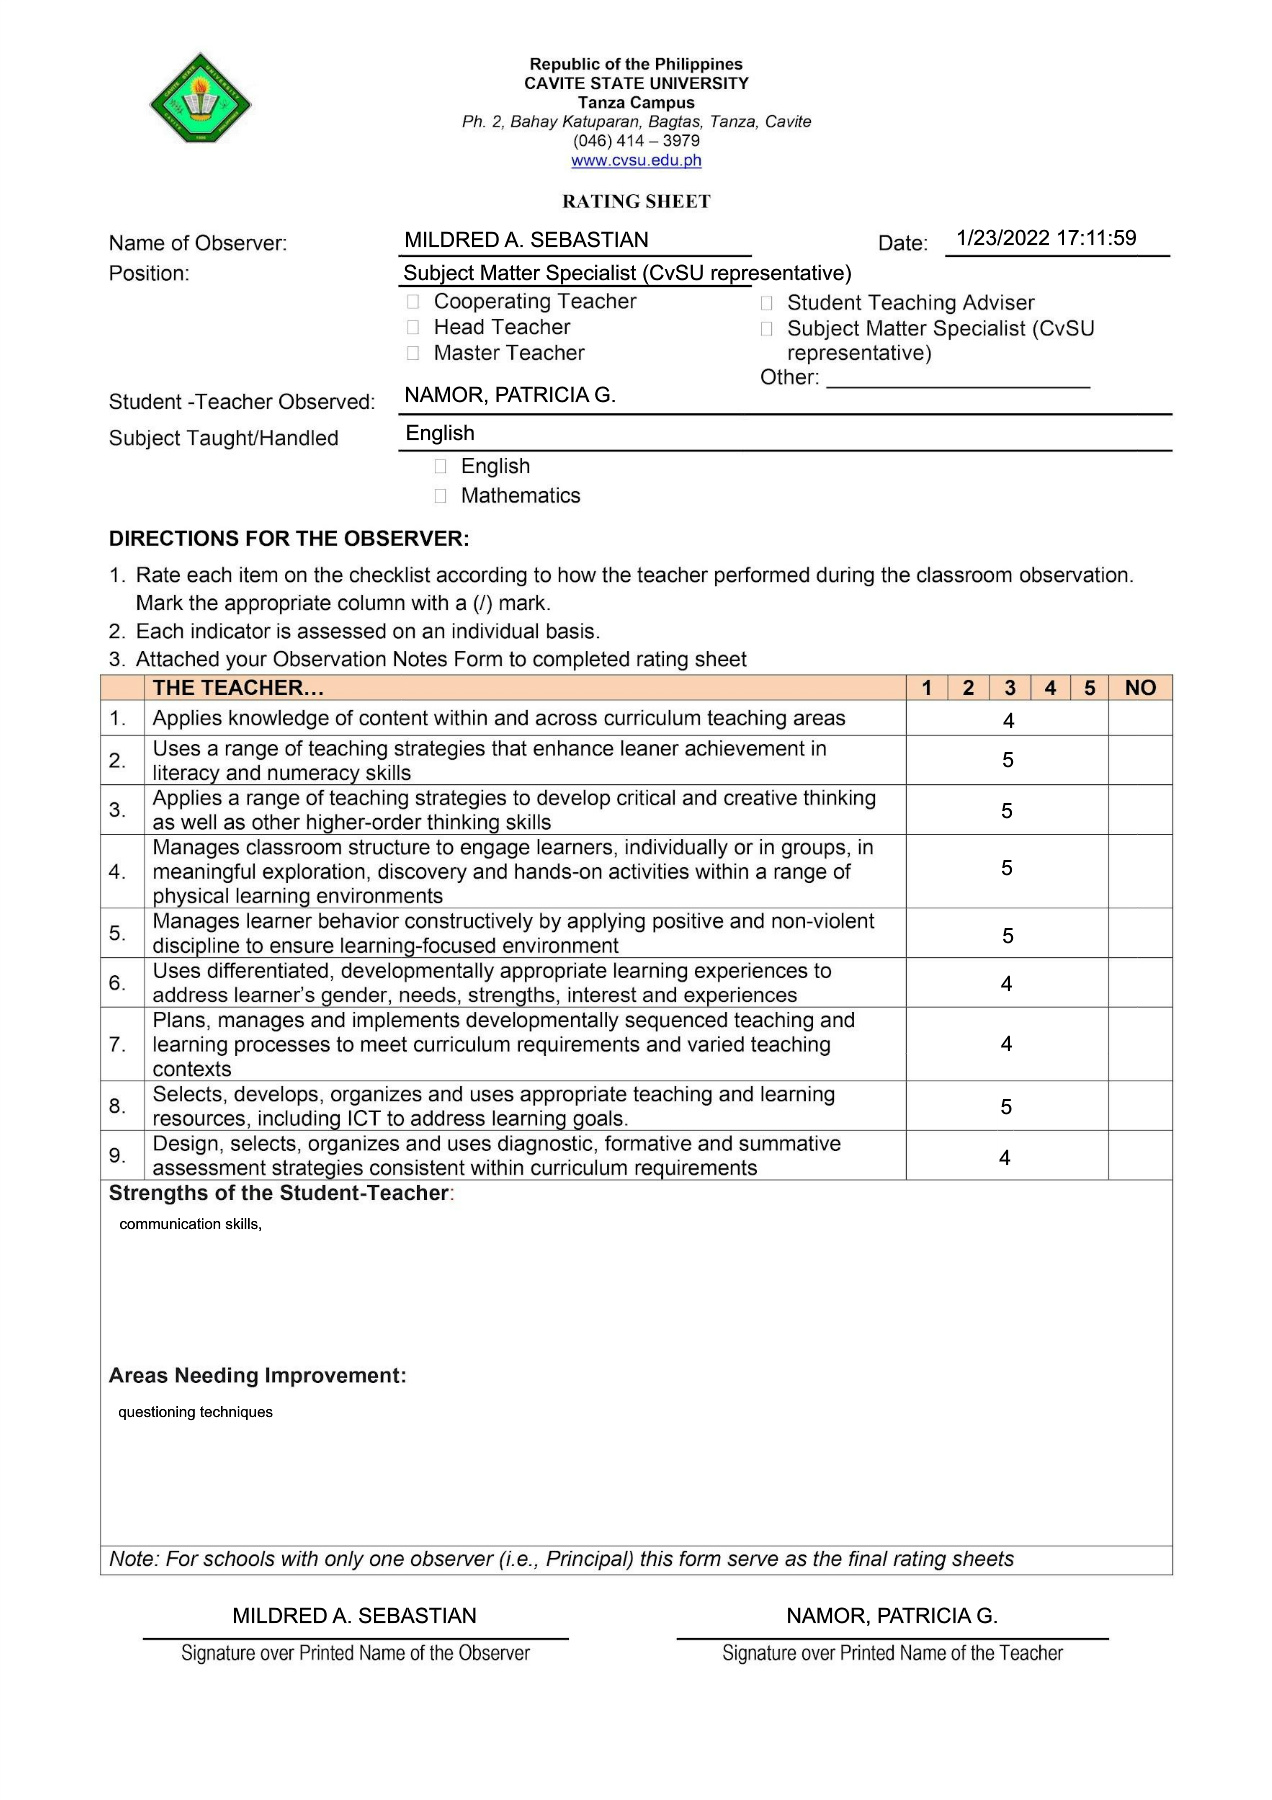 Republic of the Philippines
CAVITE STATE UNIVERSITY
Tanza Campus
Ph. 2, Bahay Katuparan, Bagtas, Tanza, Cavite
(046) 414 – 3979
www.cvsu.edu.ph
RATING SHEET
Name of Observer: MILDRED A. SEBASTIAN Date: 1/23/2022 17:11:59
Position: Subject Matter Specialist (CvSU representative)
Cooperating Teacher
Head Teacher
Master Teacher
Student Teaching Adviser
Subject Matter Specialist (CvSU
representative)
Other:
Student -Teacher Observed: NAMOR, PATRICIA G.
Subject Taught/Handled English
English
Mathematics
DIRECTIONS FOR THE OBSERVER:
1. Rate each item on the checklist according to how the teacher performed during the classroom observation.
Mark the appropriate column with a (/) mark.
2. Each indicator is assessed on an individual basis.
3. Attached your Observation Notes Form to completed rating sheet
THE TEACHER… 1 2 3 4 5 NO
1. Applies knowledge of content within and across curriculum teaching areas 4
2. Uses a range of teaching strategies that enhance leaner achievement in
literacy and numeracy skills 5
3. Applies a range of teaching strategies to develop critical and creative thinking
as well as other higher-order thinking skills 5
4. Manages classroom structure to engage learners, individually or in groups, in
meaningful exploration, discovery and hands-on activities within a range of
physical learning environments 5
5. Manages learner behavior constructively by applying positive and non-violent
discipline to ensure learning-focused environment 5
6. Uses differentiated, developmentally appropriate learning experiences to
address learner’s gender, needs, strengths, interest and experiences 4
7. Plans, manages and implements developmentally sequenced teaching and
learning processes to meet curriculum requirements and varied teaching
contexts 4
8. Selects, develops, organizes and uses appropriate teaching and learning
resources, including ICT to address learning goals. 5
9. Design, selects, organizes and uses diagnostic, formative and summative
assessment strategies consistent within curriculum requirements 4
Strengths of the Student-Teacher:
communication skills,
Areas Needing Improvement:
questioning techniques
Note: For schools with only one observer (i.e., Principal) this form serve as the final rating sheets
MILDRED A. SEBASTIAN NAMOR, PATRICIA G.
Signature over Printed Name of the Observer Signature over Printed Name of the Teacher